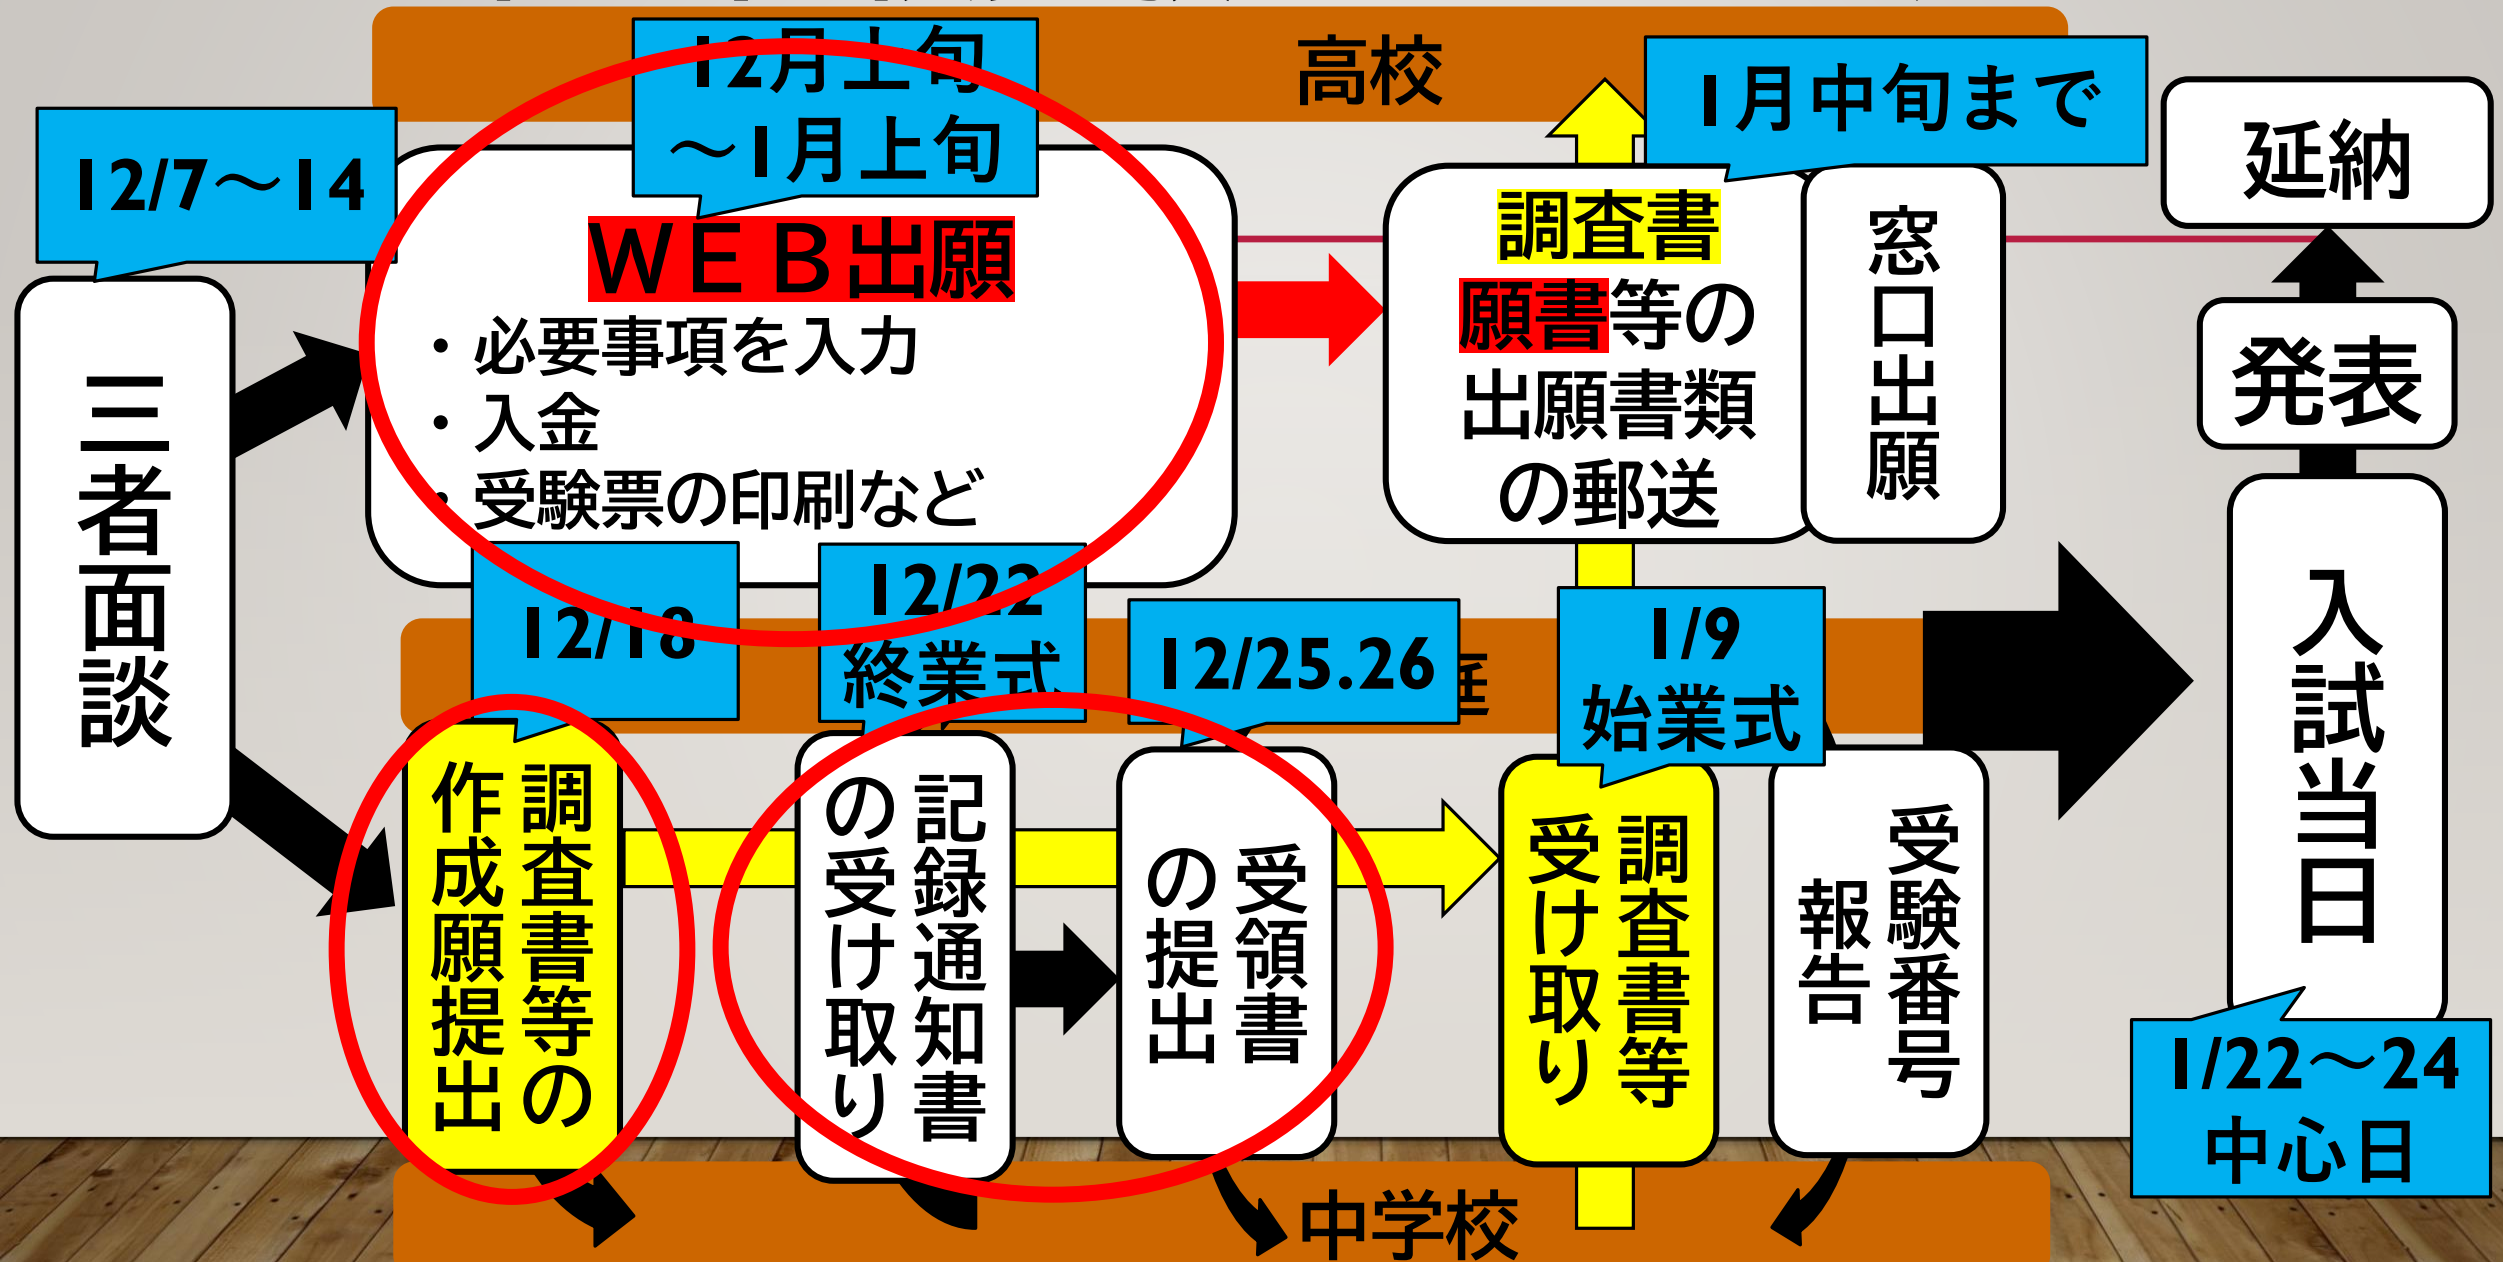 高校
12月上旬
～1月上旬
1月中旬まで
12/7～14
延納
WEB出願
・必要事項を入力
・入金
・受験票の印刷など
調査書
願書等の
出願書類
の郵送
窓口出願
発表
三者面談
12/18
12/22
終業式
12/25.26
1/9
始業式
入試当日
調査書等の
作成願提出
記録通知書
の受け取り
受領書
の提出
調査書等
受け取り
受験番号
報告
1/22～24
中心日
中学校